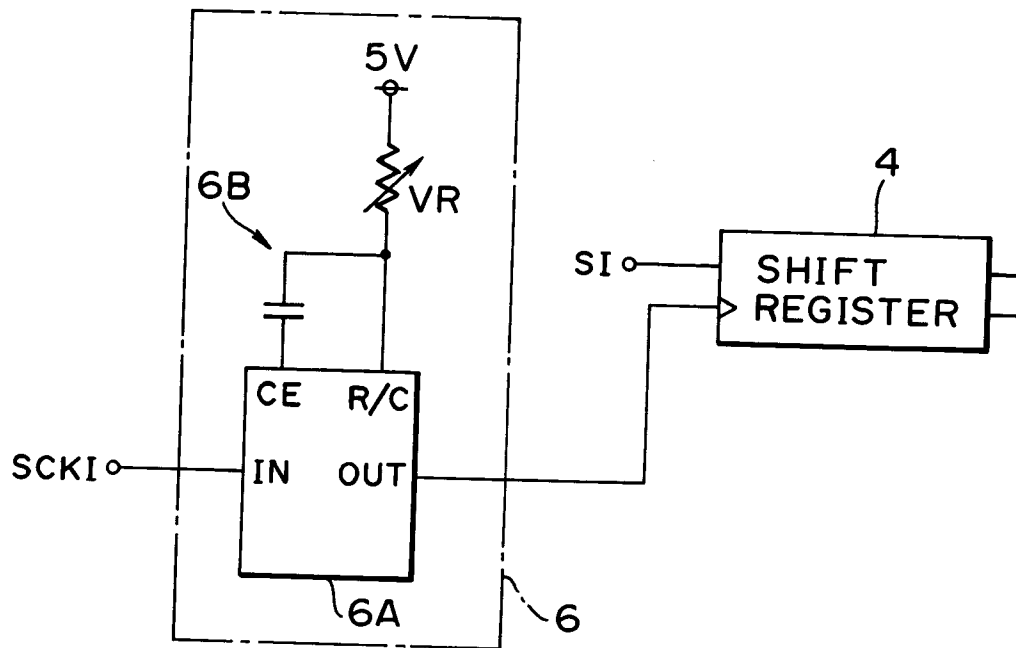 5V
VR
6B
4
SI
SHIFT
REGISTER
CE R/C
SCKI
IN OUT
6A
6